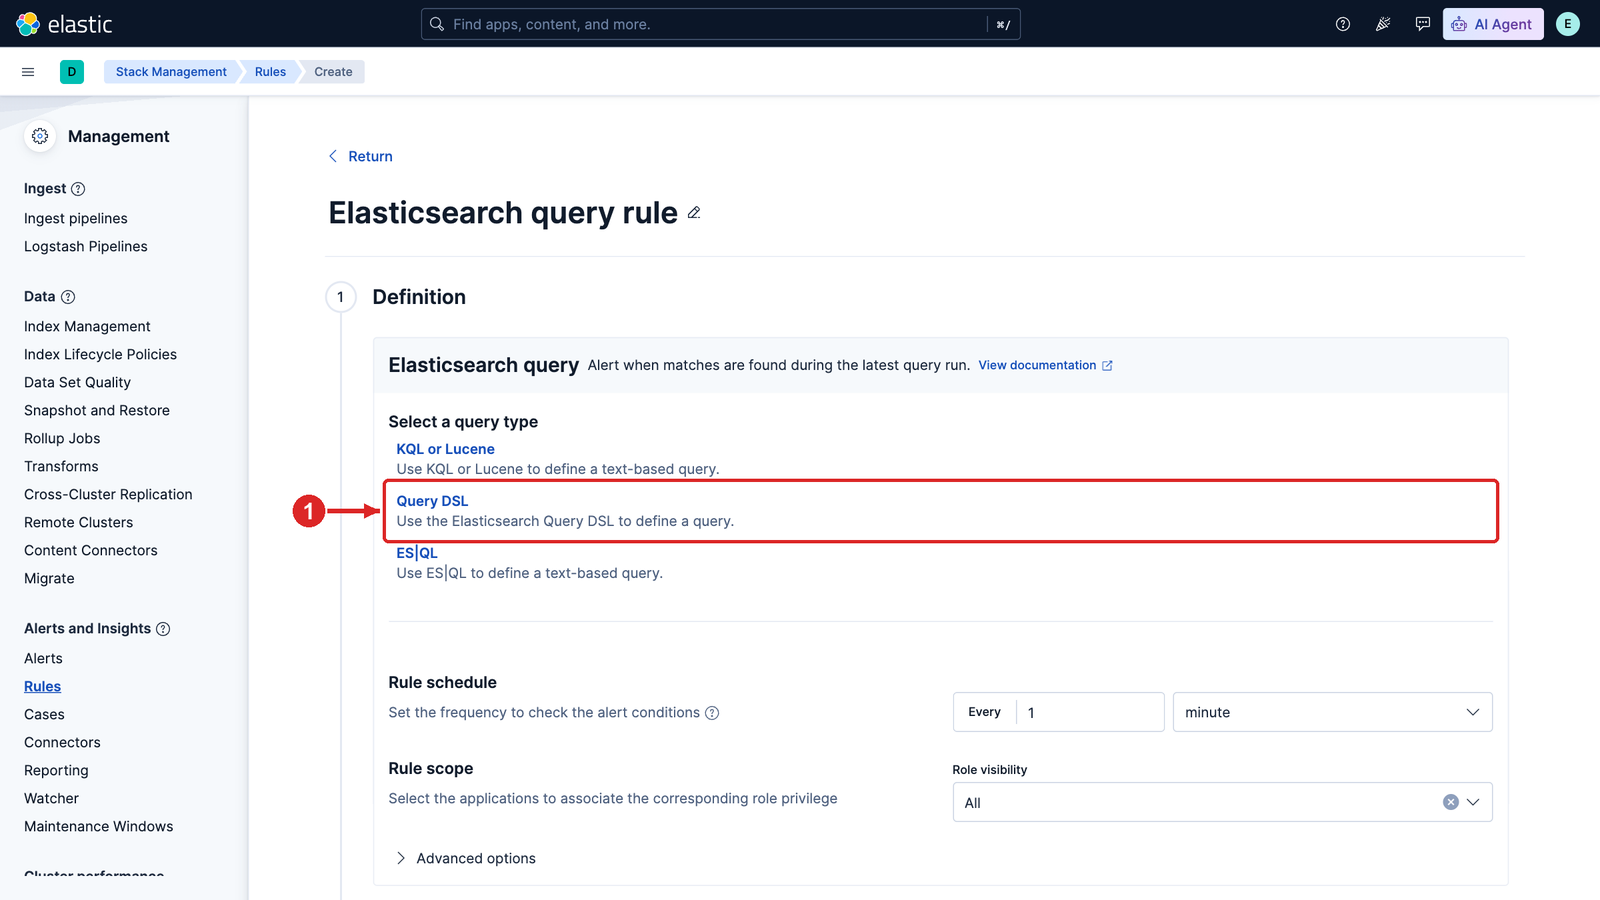 elastic
Find apps, content, and more.
⌘/
AI Agent
E
D
Stack Management
Rules
Create
Management
Ingest
Ingest pipelines
Logstash Pipelines
Data
Index Management
Index Lifecycle Policies
Data Set Quality
Snapshot and Restore
Rollup Jobs
Transforms
Cross-Cluster Replication
Remote Clusters
Content Connectors
Migrate
Alerts and Insights
Alerts
Rules
Cases
Connectors
Reporting
Watcher
Maintenance Windows
Cluster performance
Return
Elasticsearch query rule
1
Definition
Elasticsearch query Alert when matches are found during the latest query run. View documentation
Select a query type
KQL or Lucene
Use KQL or Lucene to define a text-based query.
1
Query DSL
Use the Elasticsearch Query DSL to define a query.
ES|QL
Use ES|QL to define a text-based query.
Rule schedule
Set the frequency to check the alert conditions
Every 1 minute
Rule scope
Select the applications to associate the corresponding role privilege
Role visibility
All
Advanced options